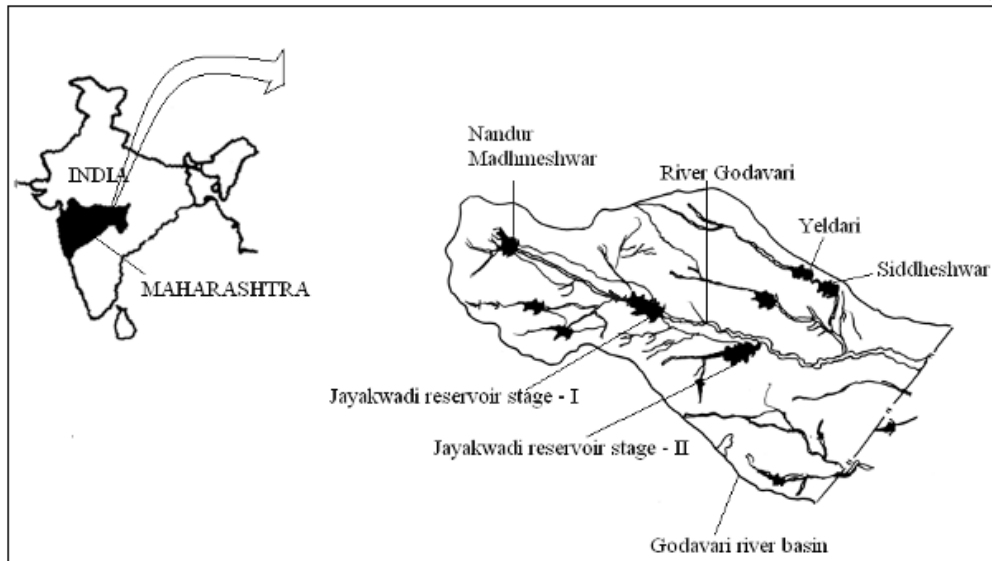 INDIA
MAHARASHTRA
Nandur
Madhmeshwar
River Godavari
Yeldari
Siddheshwar
Jayakwadi reservoir stage - I
Jayakwadi reservoir stage - II
Godavari river basin